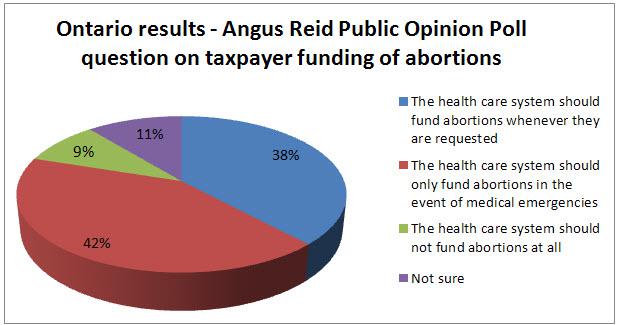 Ontario results - Angus Reid Public Opinion Poll
question on taxpayer funding of abortions
11%
9%
38%
42%
The health care system should
fund abortions whenever they
are requested
The health care system should
only fund abortions in the
event of medical emergencies
The health care system should
not fund abortions at all
Not sure